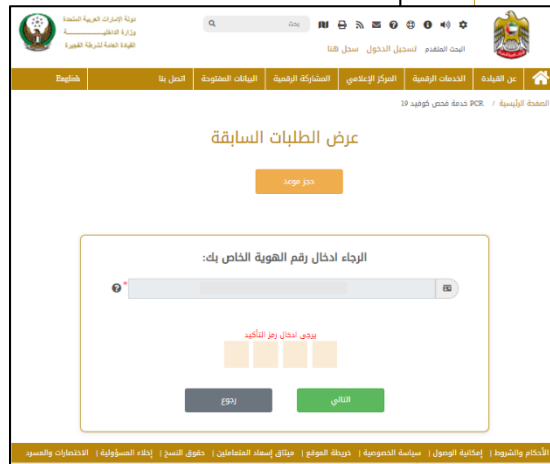 دولة الإمارات العربية المتحدة
وزارة الداخليـــــــــة
القيادة العامة لشرطة الفجيرة
بحث
البحث المتقدم تسجيل الدخول سجل هنا
عن القيادة الخدمات الرقمية المركز الإعلامي المشاركة الرقمية البيانات المفتوحة اتصل بنا English
الصفحة الرئيسية / PCR خدمة فحص كوفيد 19
عرض الطلبات السابقة
حجز موعد
الرجاء ادخال رقم الهوية الخاص بك:
*
يرجى ادخال رمز التأكيد
التالي رجوع
الأحكام والشروط | إمكانية الوصول | سياسة الخصوصية | خريطة الموقع | ميثاق إسعاد المتعاملين | حقوق النسخ | إخلاء المسؤولية | الاختصارات والمسرد